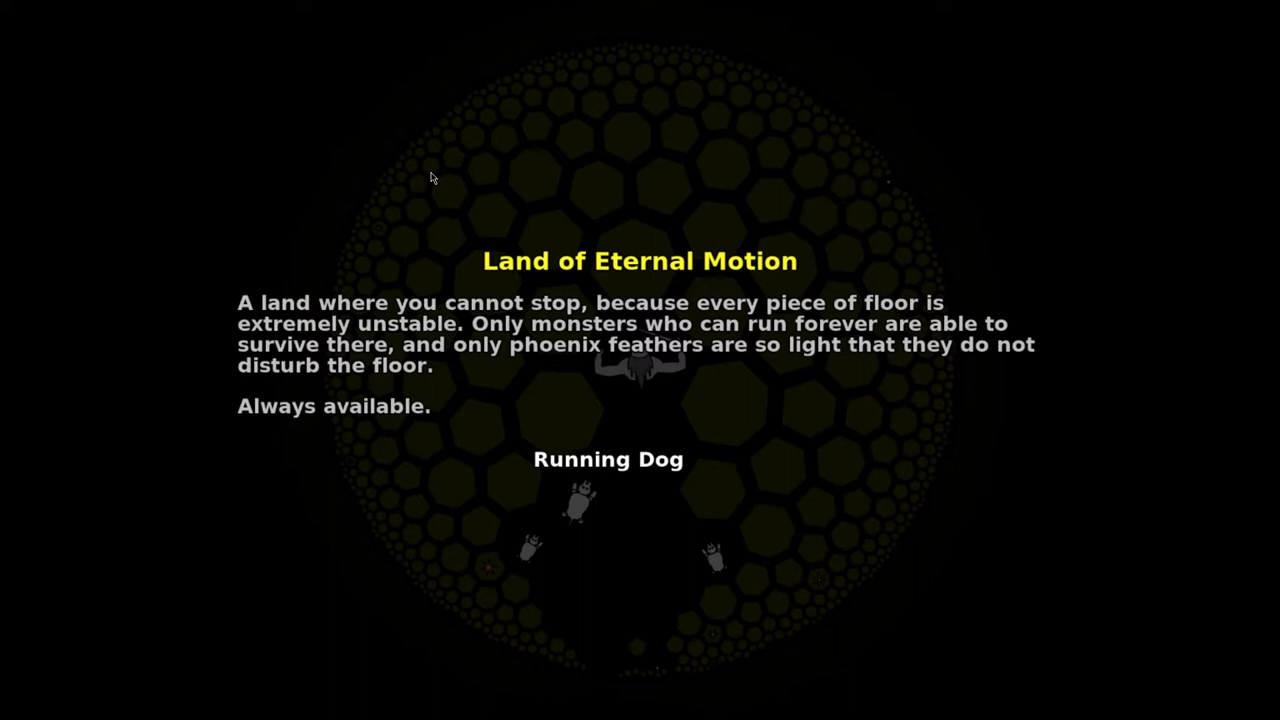 Land of Eternal Motion
A land where you cannot stop, because every piece of floor is
extremely unstable. Only monsters who can run forever are able to
survive there, and only phoenix feathers are so light that they do not
disturb the floor.
Always available.
Running Dog